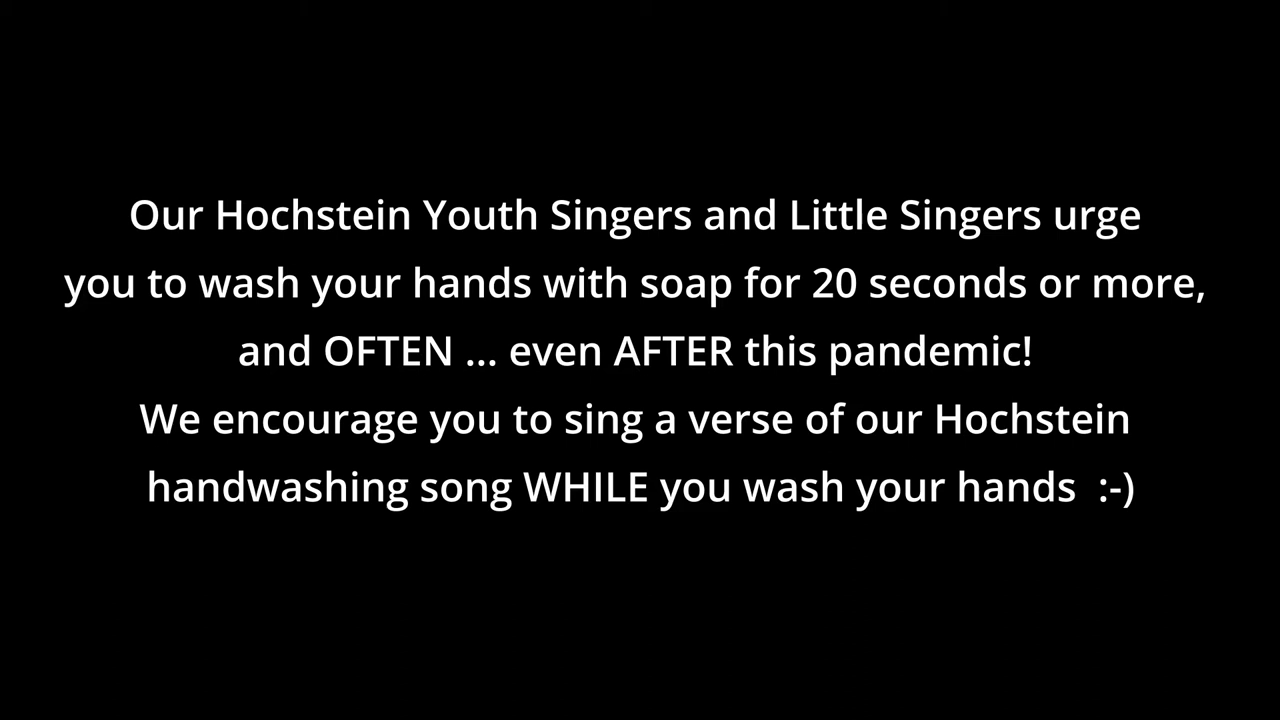 Our Hochstein Youth Singers and Little Singers urge
you to wash your hands with soap for 20 seconds or more,
and OFTEN ... even AFTER this pandemic!
We encourage you to sing a verse of our Hochstein
handwashing song WHILE you wash your hands  :-)